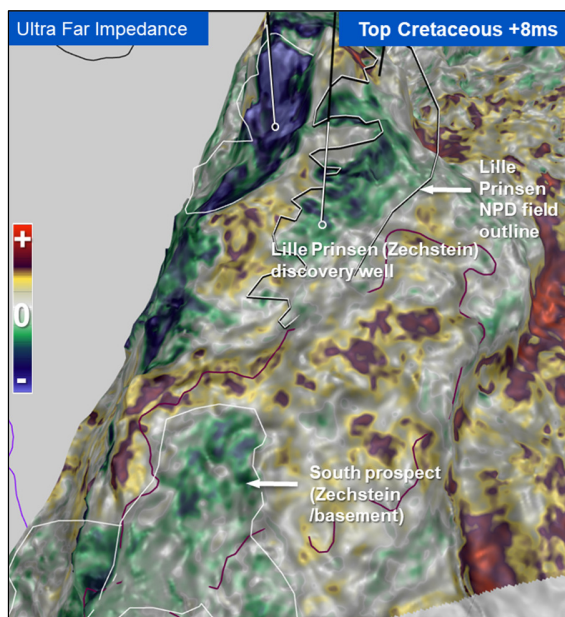 Ultra Far Impedance
Top Cretaceous +8ms
Lille
Prinsen
NPD field
outline
Lille Prinsen (Zechstein)
discovery well
+
0
-
South prospect
(Zechstein
/basement)